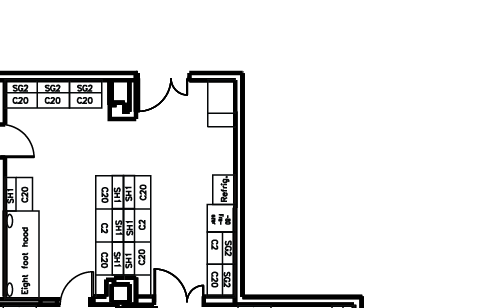 SG2 SG2 SG2
C20 C20 C20
SH1 C20
Eight foot hood
C20 SH1 SH1 C20
C2 SH1 SH1 C2
C20 SH1 SH1 C20
Refrig.
-80
C2 SG2
C20 SG2